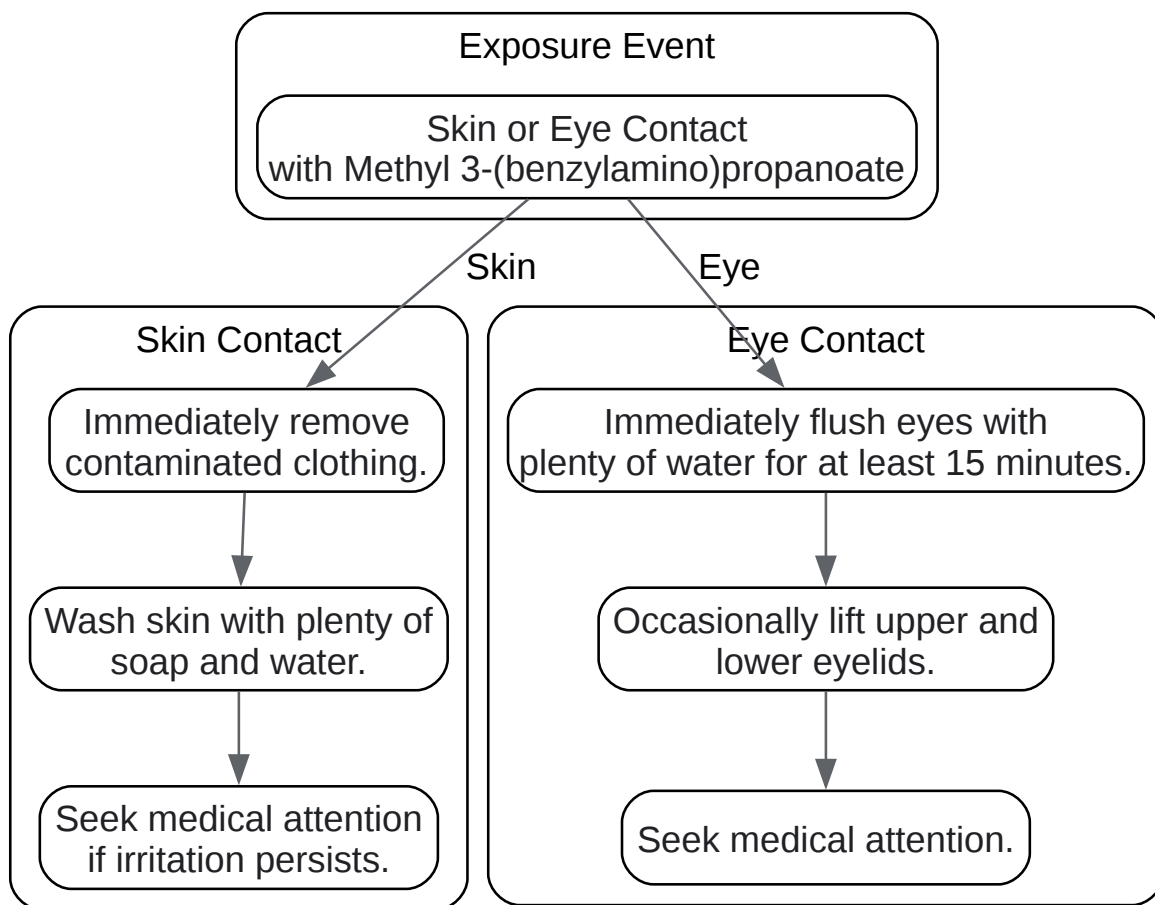 Exposure Event
Skin or Eye Contact
with Methyl 3-(benzylamino)propanoate
Skin
Eye
Skin Contact
Immediately remove
contaminated clothing.
Wash skin with plenty of
soap and water.
Seek medical attention
if irritation persists.
Eye Contact
Immediately flush eyes with
plenty of water for at least 15 minutes.
Occasionally lift upper and
lower eyelids.
Seek medical attention.